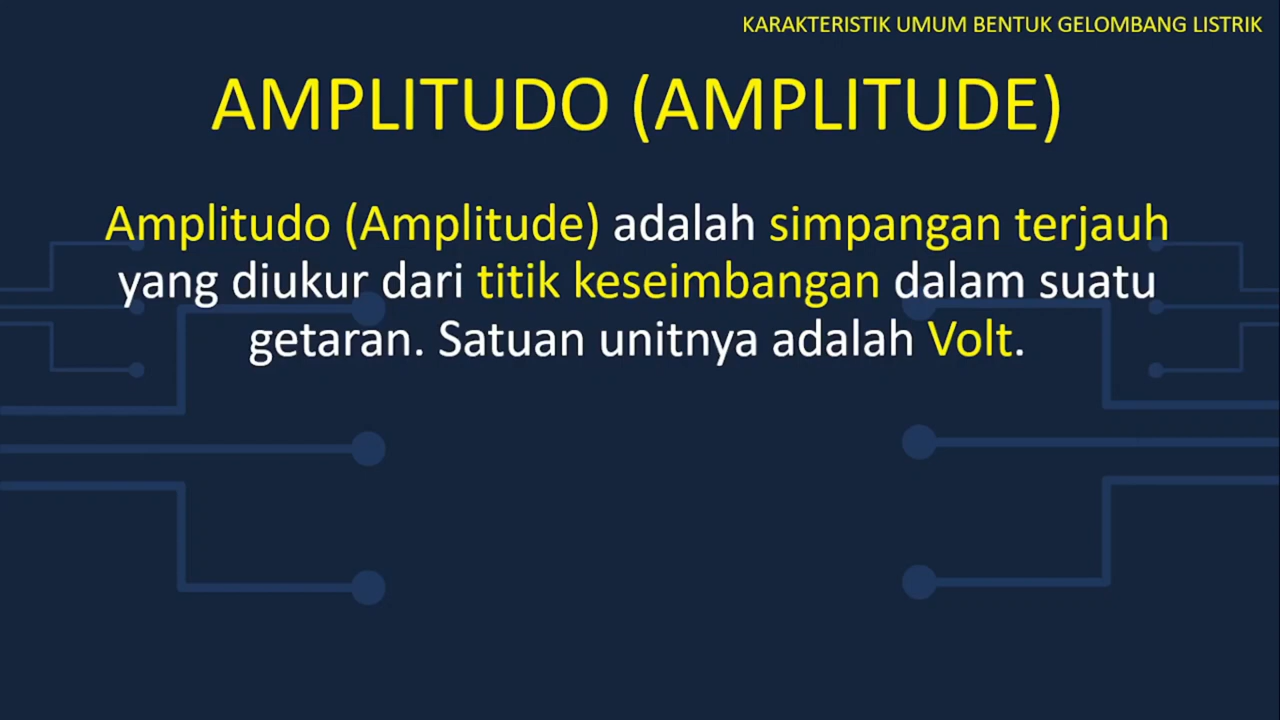 KARAKTERISTIK UMUM BENTUK GELOMBANG LISTRIK
AMPLITUDO (AMPLITUDE)
Amplitudo (Amplitude) adalah simpangan terjauh
yang diukur dari titik keseimbangan dalam suatu
getaran. Satuan unitnya adalah Volt.